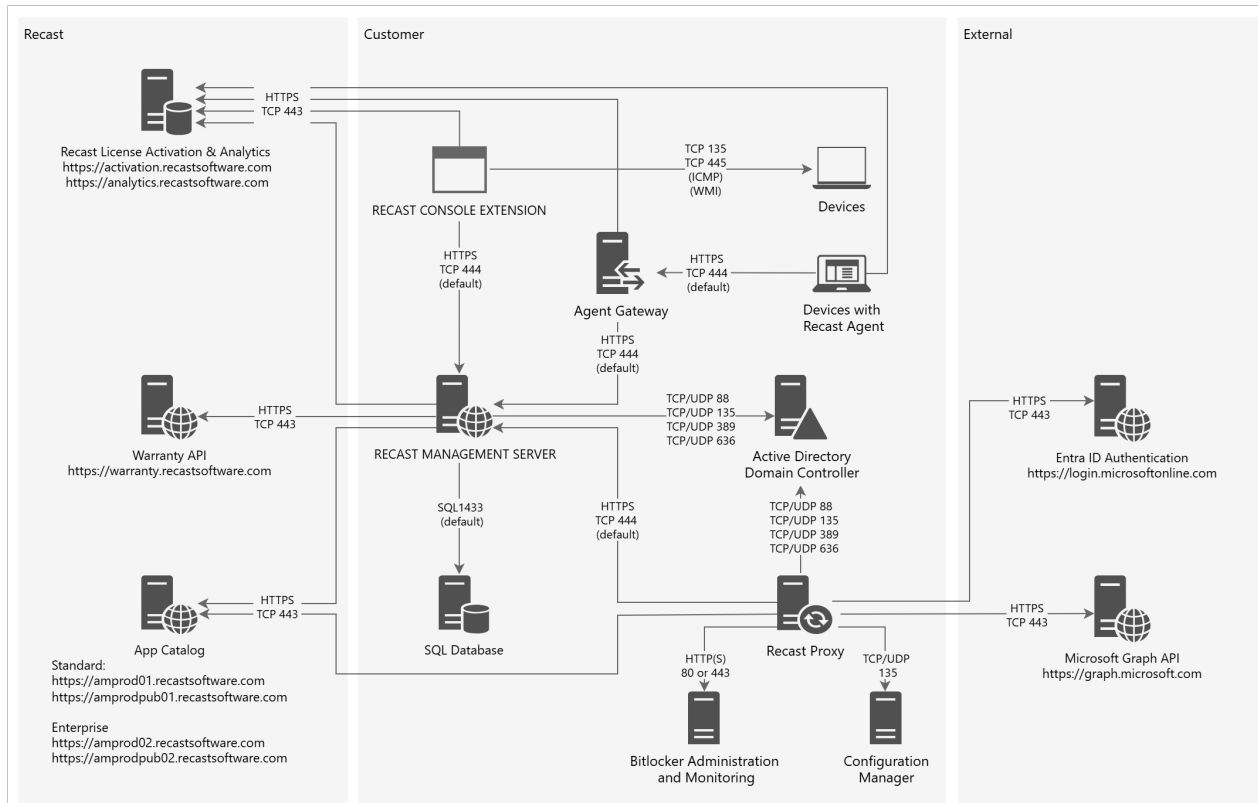 Recast
Customer
External
HTTPS
TCP 443
Recast License Activation & Analytics
https://activation.recastsoftware.com
https://analytics.recastsoftware.com
RECAST CONSOLE EXTENSION
TCP 135
TCP 445
(ICMP)
(WMI)
Devices
HTTPS
TCP 444
(default)
Agent Gateway
HTTPS
TCP 444
(default)
Devices with
Recast Agent
HTTPS
TCP 444
(default)
HTTPS
TCP 443
Warranty API
https://warranty.recastsoftware.com
RECAST MANAGEMENT SERVER
TCP/UDP 88
TCP/UDP 135
TCP/UDP 389
TCP/UDP 636
Active Directory
Domain Controller
HTTPS
TCP 443
Entra ID Authentication
https://login.microsoftonline.com
SQL1433
(default)
HTTPS
TCP 444
(default)
TCP/UDP 88
TCP/UDP 135
TCP/UDP 389
TCP/UDP 636
HTTPS
TCP 443
App Catalog
Standard:
https://amprod01.recastsoftware.com
https://amprodpub01.recastsoftware.com
Enterprise
https://amprod02.recastsoftware.com
https://amprodpub02.recastsoftware.com
SQL Database
Recast Proxy
HTTPS
TCP 443
Microsoft Graph API
https://graph.microsoft.com
HTTP(S)
80 or 443
TCP/UDP
135
Bitlocker Administration
and Monitoring
Configuration
Manager